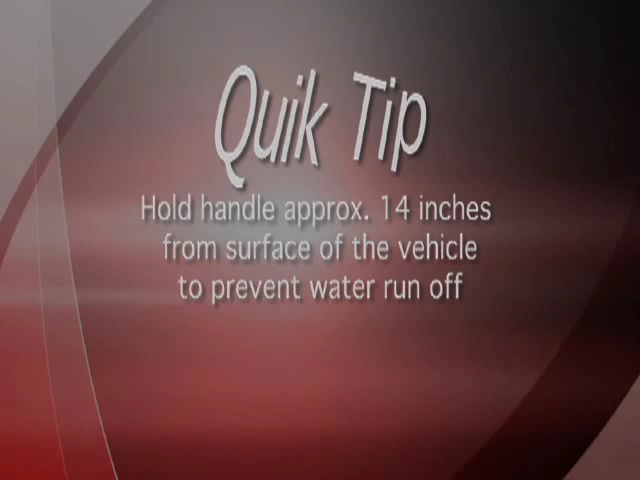 Quik Tip
Hold handle approx. 14 inches
from surface of the vehicle
to prevent water run off